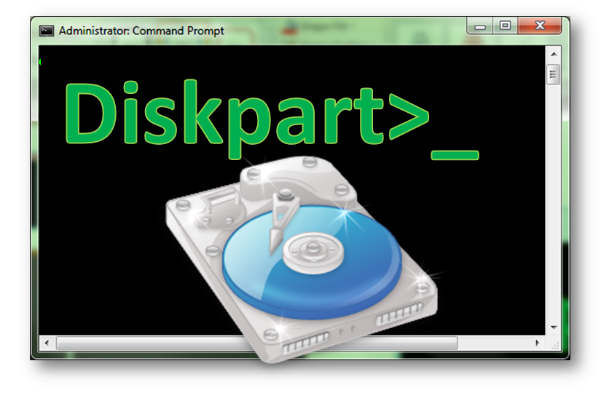 Administrator: Command Prompt
Diskpart>_